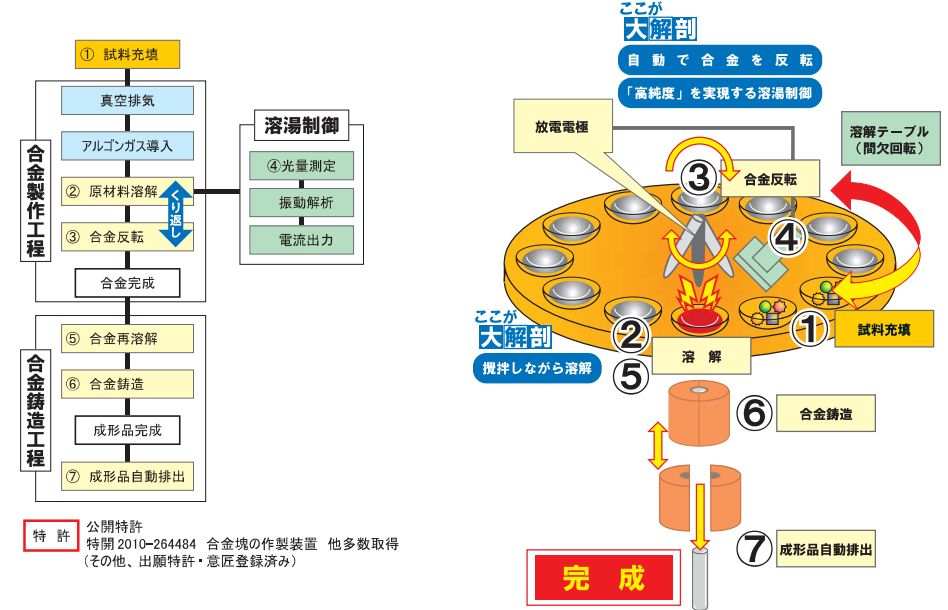 ① 試料充填
真空排気
アルゴンガス導入
② 原材料溶解
③ 合金反転
くり返し
合金完成
合金製作工程
溶湯制御
④光量測定
振動解析
電流出力
⑤ 合金再溶解
⑥ 合金鋳造
成形品完成
⑦ 成形品自動排出
合金鋳造工程
特 許
公開特許
特開2010-264484 合金塊の作製装置 他多数取得
(その他、出願特許・意匠登録済み)
ここが
大解剖
自動で合金を反転
「高純度」を実現する溶湯制御
放電電極
溶解テーブル
(間欠回転)
③
合金反転
④
①
試料充填
ここが
大解剖
攪拌しながら溶解
②
⑤
溶 解
⑥
合金鋳造
⑦
成形品自動排出
完 成